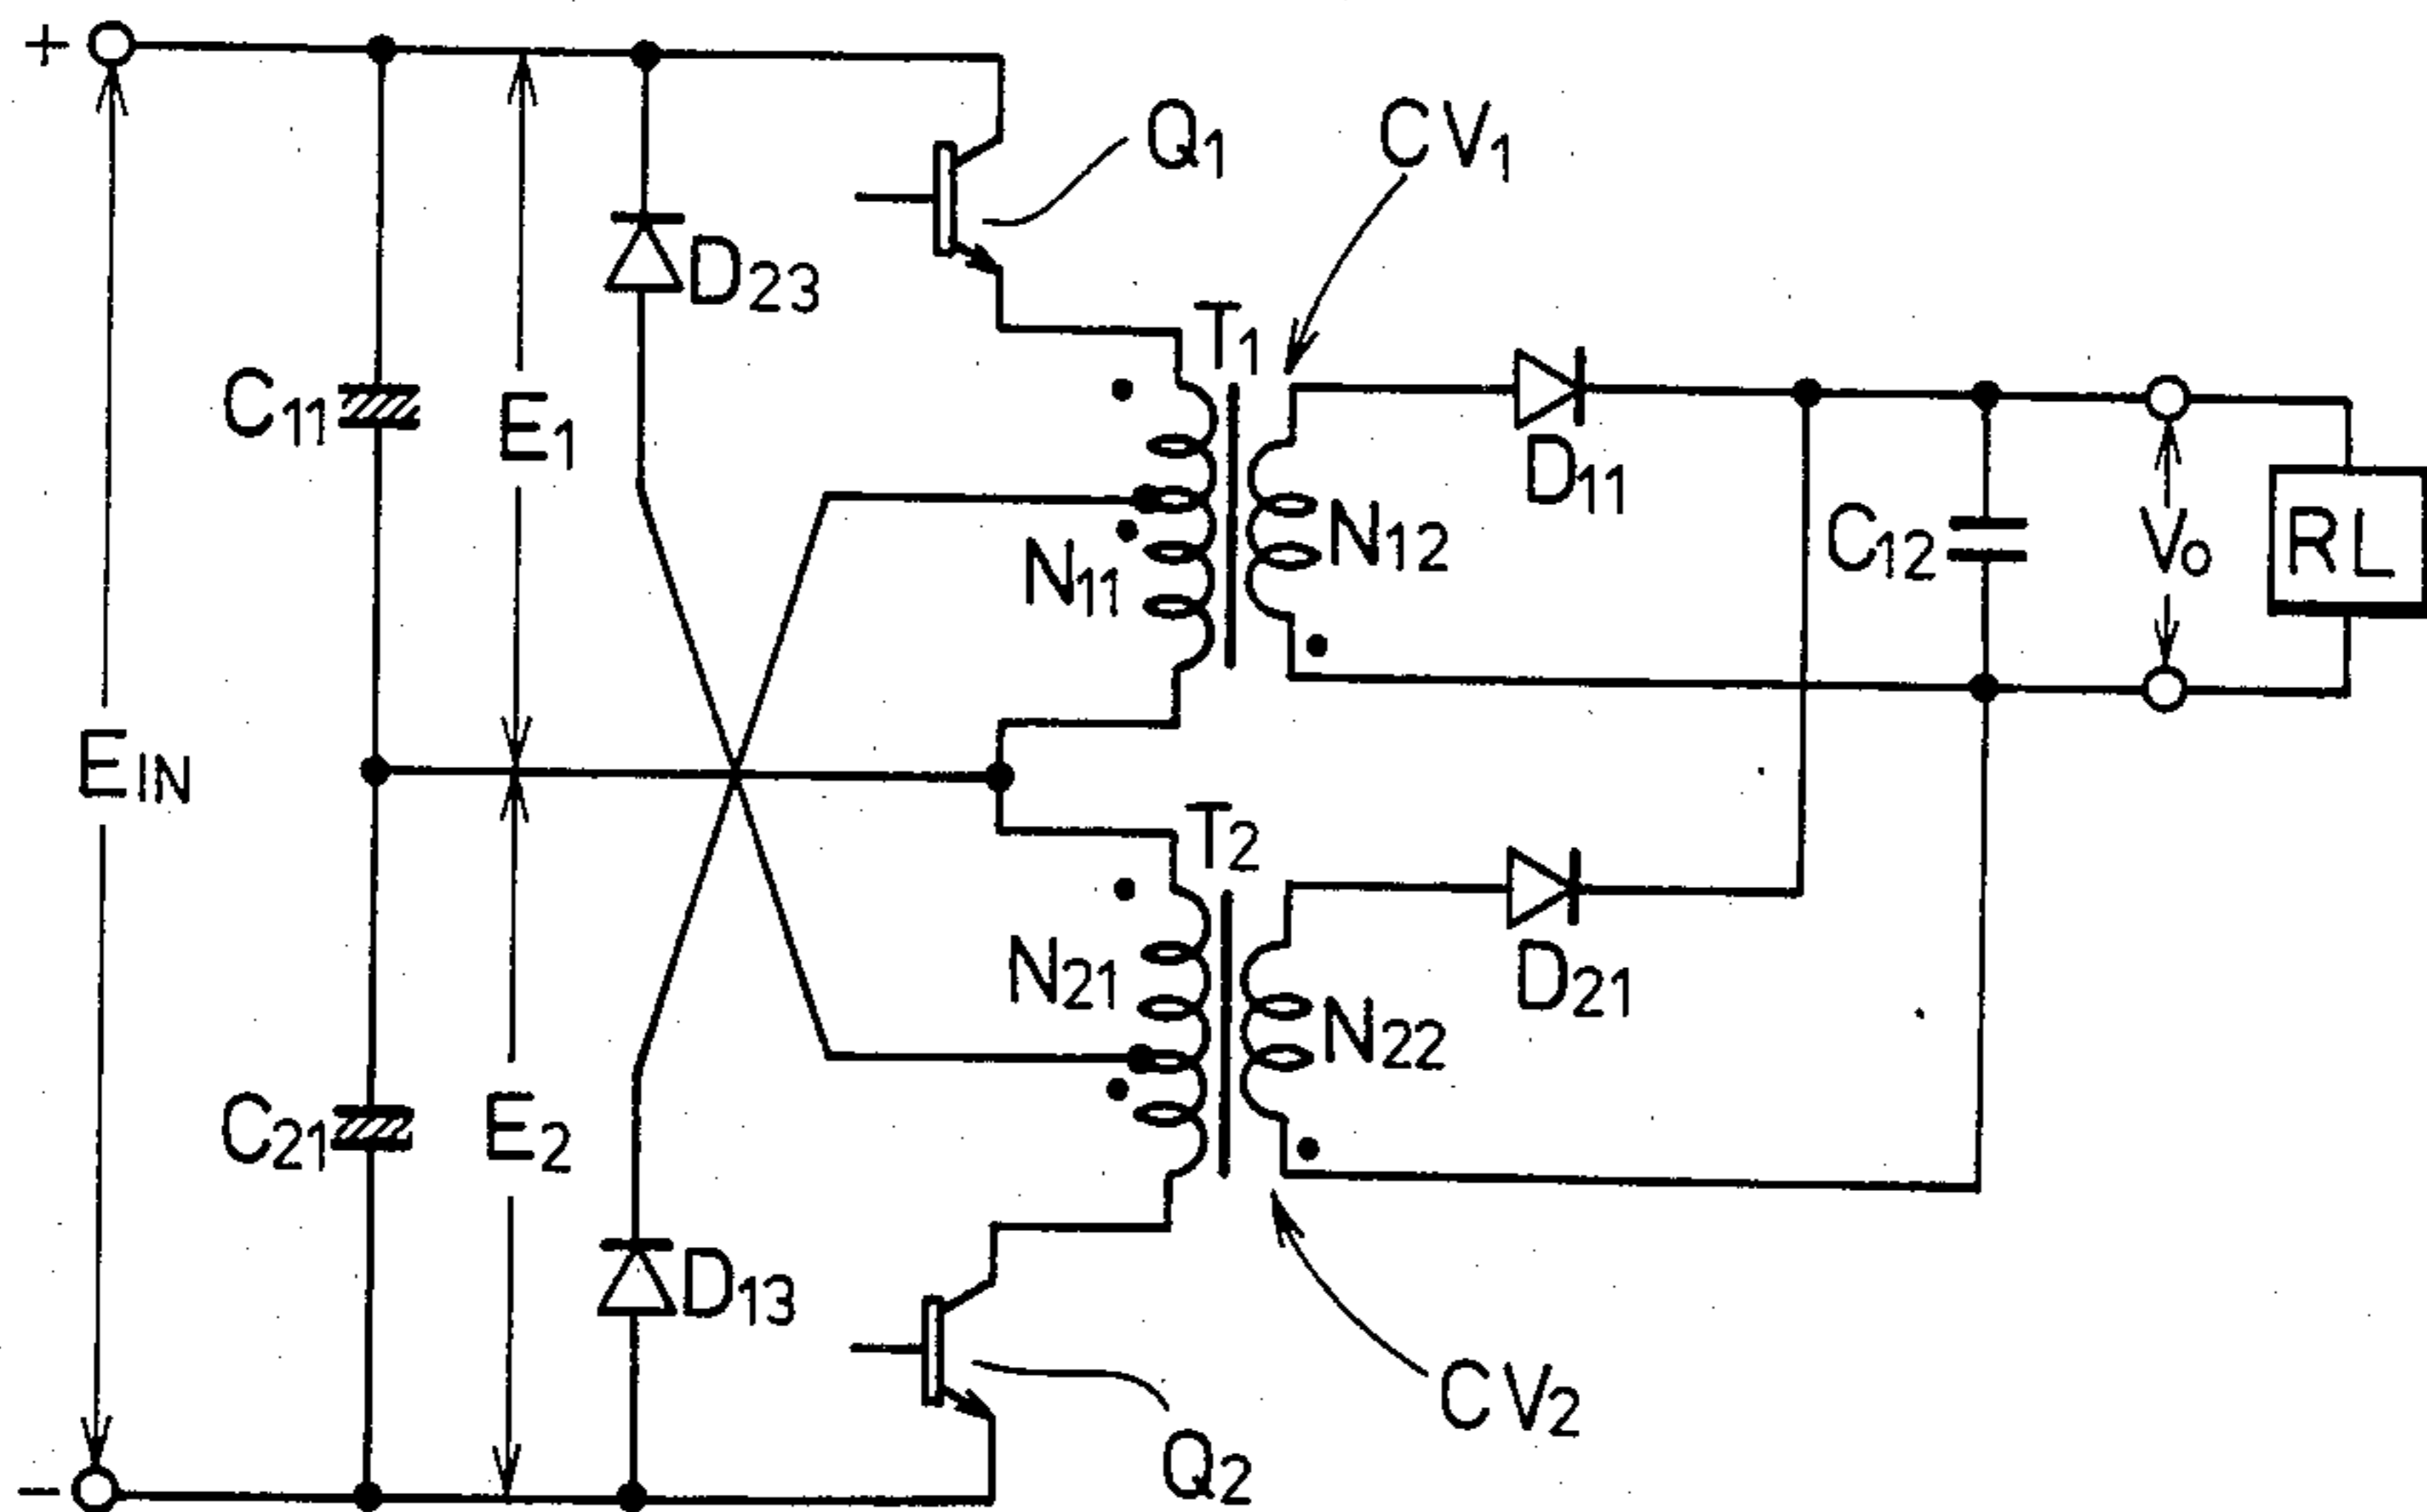 +
Q1
CV1
D23
T1
C11
E1
D11
N12
N11
C12
Vo
RL
EIN
T2
N21
D21
N22
C21
E2
D13
CV2
Q2
-